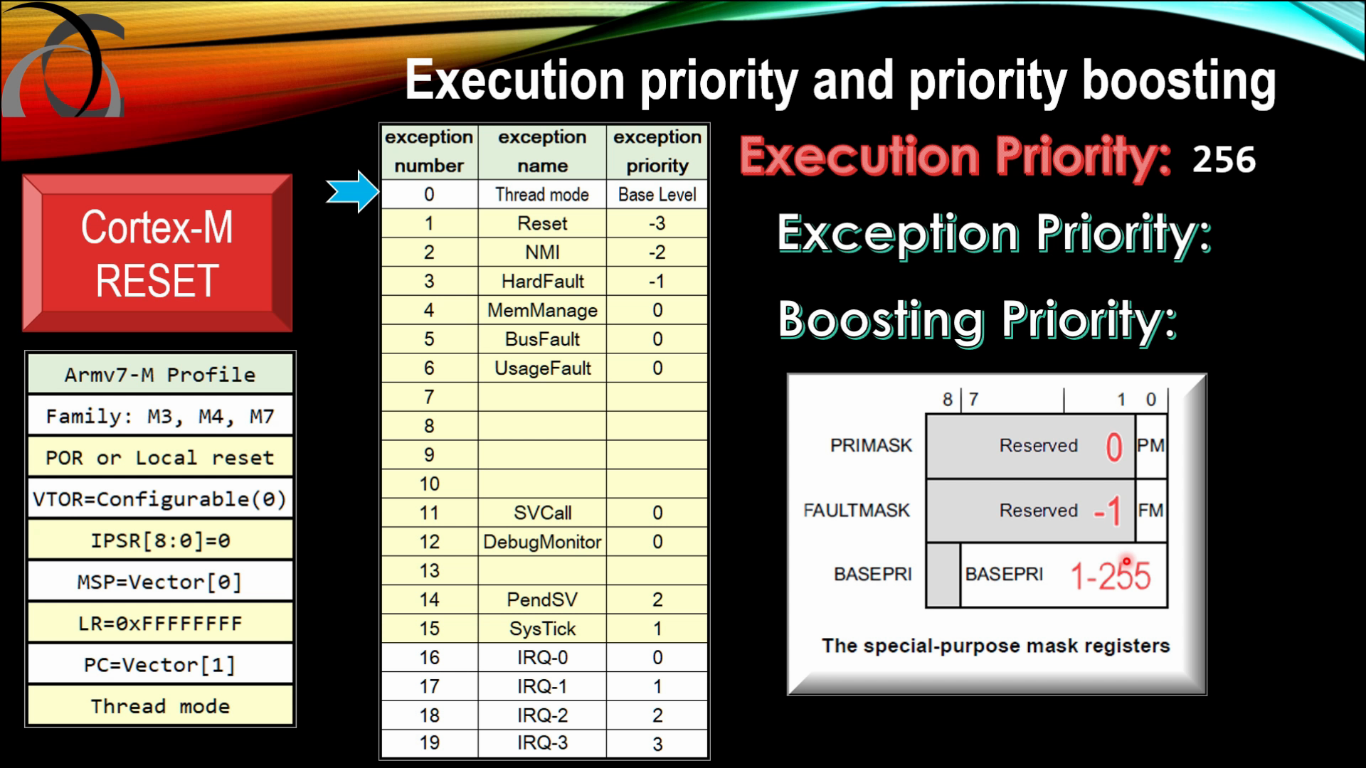 Execution priority and priority boosting
Cortex-M
RESET
Armv7-M Profile
Family: M3, M4, M7
POR or Local reset
VTOR=Configurable(0)
IPSR[8:0]=0
MSP=Vector[0]
LR=0xFFFFFFFF
PC=Vector[1]
Thread mode
exception number exception name exception priority
0 Thread mode Base Level
1 Reset -3
2 NMI -2
3 HardFault -1
4 MemManage 0
5 BusFault 0
6 UsageFault 0
7
8
9
10
11 SVCall 0
12 DebugMonitor 0
13
14 PendSV 2
15 SysTick 1
16 IRQ-0 0
17 IRQ-1 1
18 IRQ-2 2
19 IRQ-3 3
Execution Priority: 256
Exception Priority:
Boosting Priority:
8 7 1 0
PRIMASK Reserved 0 PM
FAULTMASK Reserved -1 FM
BASEPRI BASEPRI 1-255
The special-purpose mask registers